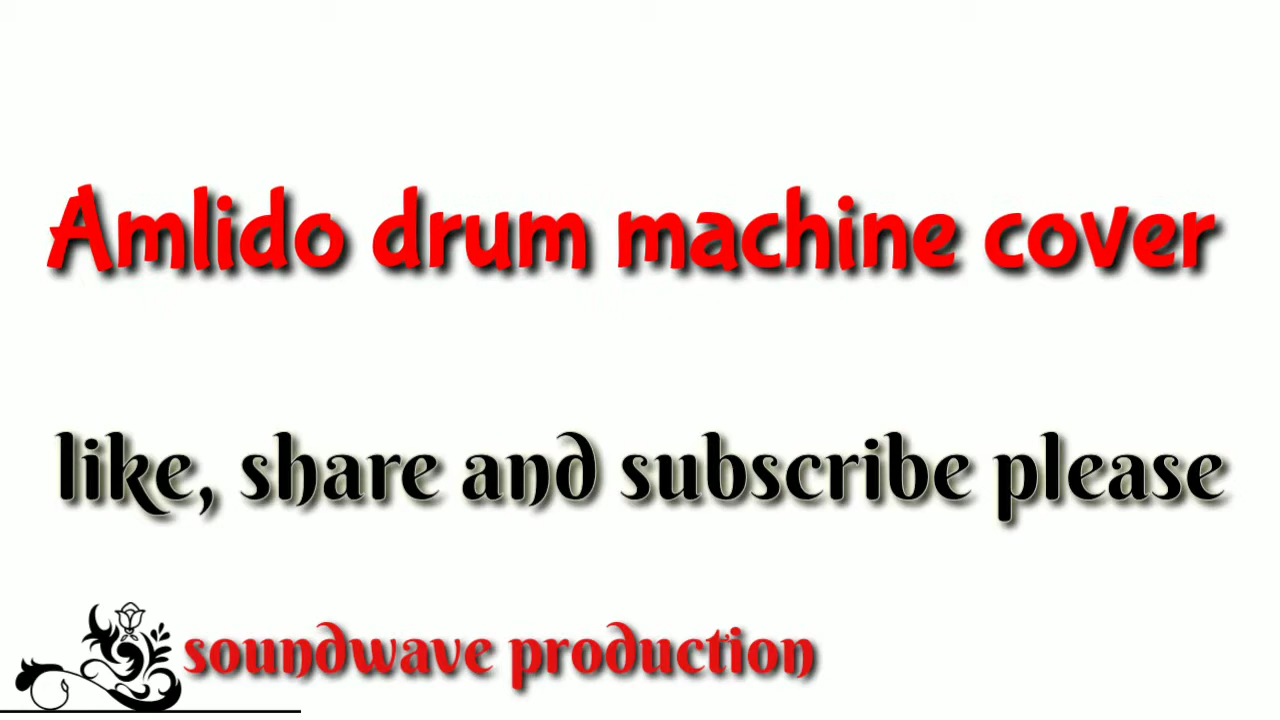 Amlido drum machine cover
like, share and subscribe please
soundwave production